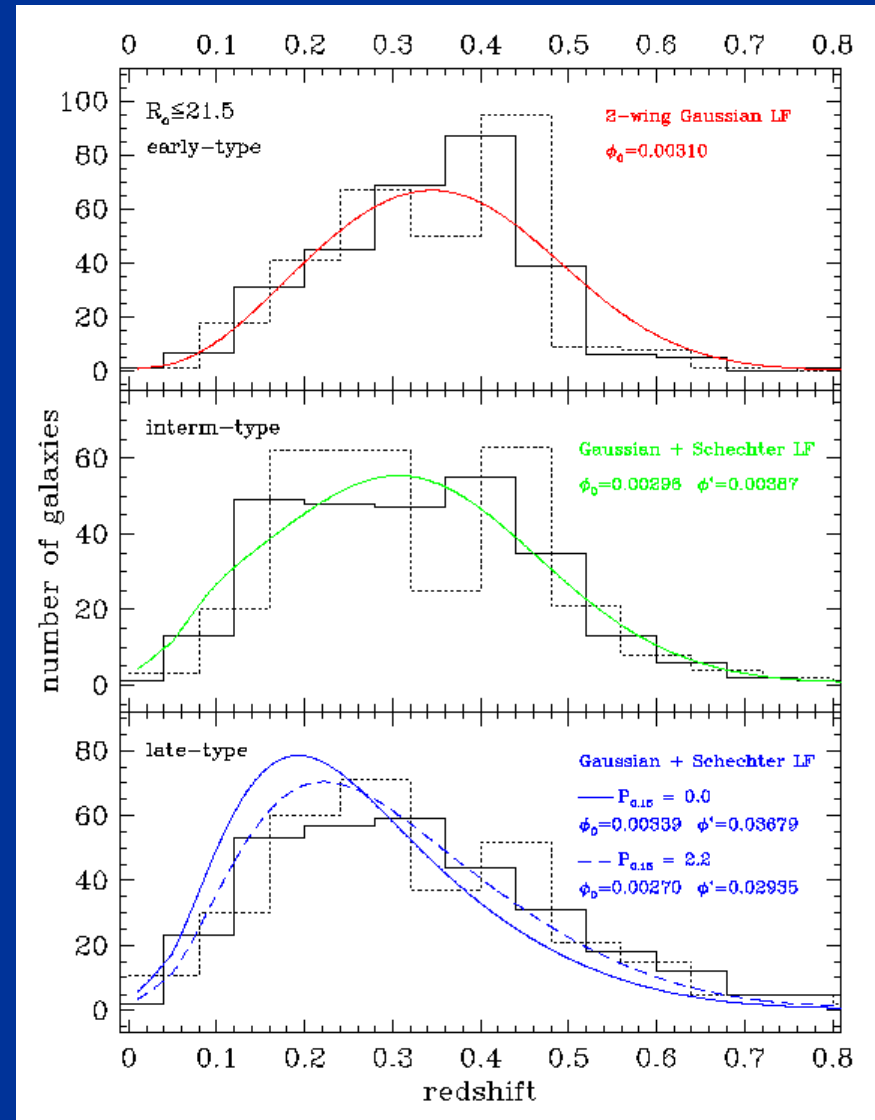 0 0.1 0.2 0.3 0.4 0.5 0.6 0.7 0.8
100
80
60
40
20
0
R₀≦21.5
early-type
2-wing Gaussian LF
ϕ₀=0.00310
60
40
20
0
interm-type
Gaussian + Schechter LF
ϕ₀=0.00296 ϕ'=0.00387
number of galaxies
80
60
40
20
0
late-type
Gaussian + Schechter LF
P₀.₁₅ = 0.0
ϕ₀=0.00339 ϕ'=0.03679
P₀.₁₅ = 2.2
ϕ₀=0.00270 ϕ'=0.02935
0 0.1 0.2 0.3 0.4 0.5 0.6 0.7 0.8
redshift